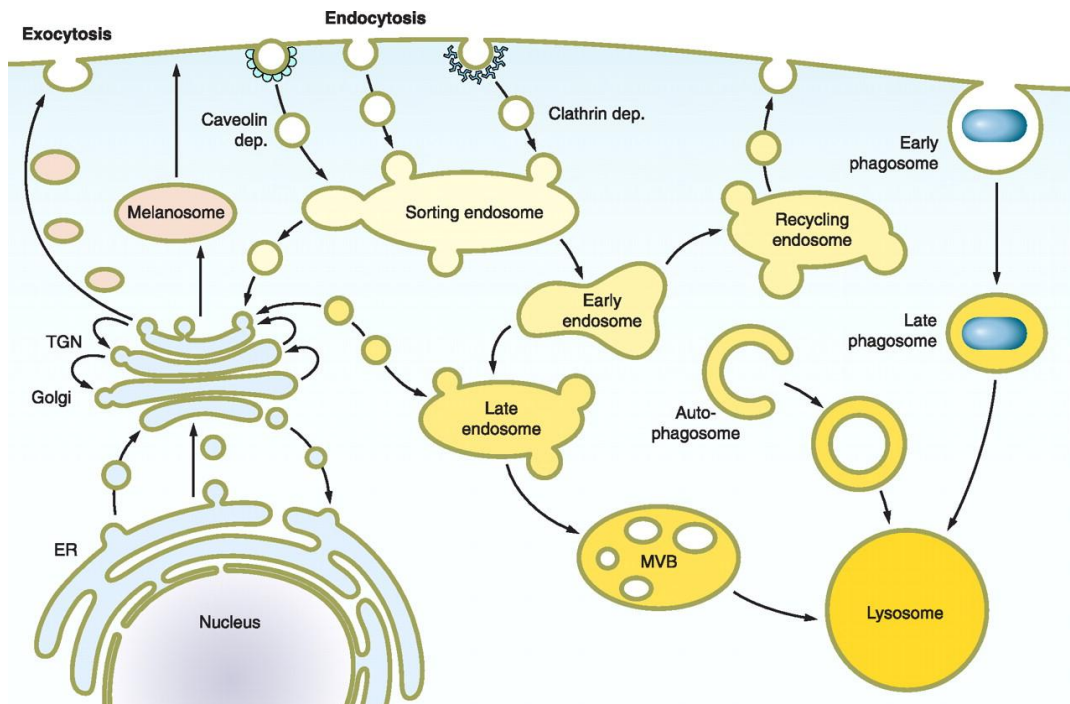 Exocytosis
Endocytosis
Caveolin
dep.
Clathrin dep.
Early
phagosome
Melanosome
Sorting endosome
Recycling
endosome
Early
endosome
Late
phagosome
TGN
Golgi
Late
endosome
Auto-
phagosome
ER
MVB
Nucleus
Lysosome